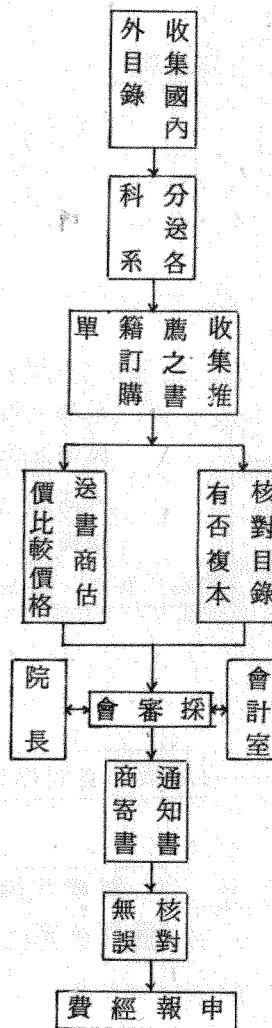 收集國內
外目錄
分送各
科系
收集推
薦之書
籍訂購
單
核對目錄
有否複本
送書商估
價比較價格
會計室
採審會
院長
通知書
商寄書
核對
無誤
申報經費